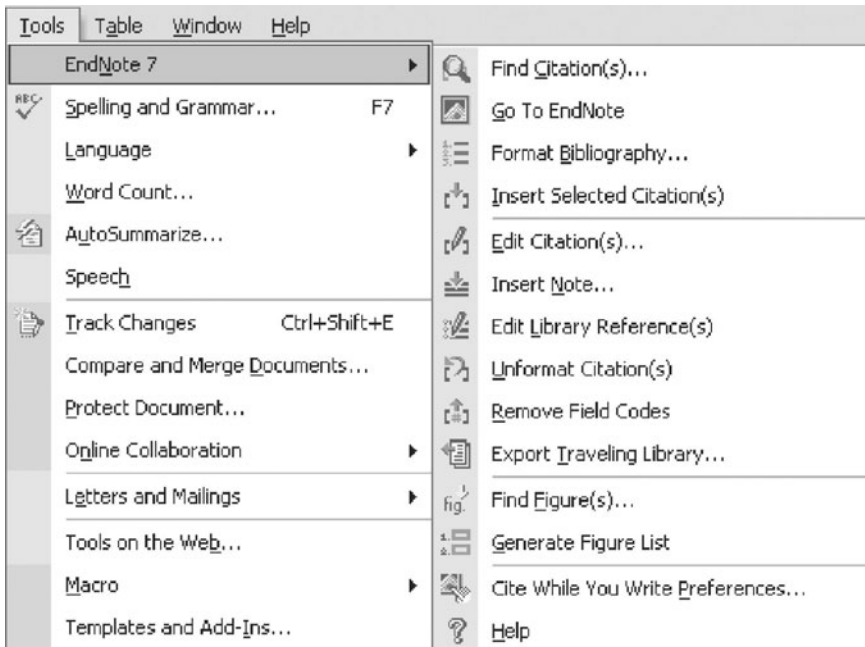 Tools Table Window Help
EndNote 7
ABC
Spelling and Grammar... F7
Language
Word Count...
AutoSummarize...
Speech
Track Changes Ctrl+Shift+E
Compare and Merge Documents...
Protect Document...
Online Collaboration
Letters and Mailings
Tools on the Web...
Macro
Templates and Add-Ins...
Find Citation(s)...
Go To EndNote
Format Bibliography...
Insert Selected Citation(s)
Edit Citation(s)...
Insert Note...
Edit Library Reference(s)
Unformat Citation(s)
Remove Field Codes
Export Traveling Library...
fig. Find Figure(s)...
Generate Figure List
Cite While You Write Preferences...
? Help